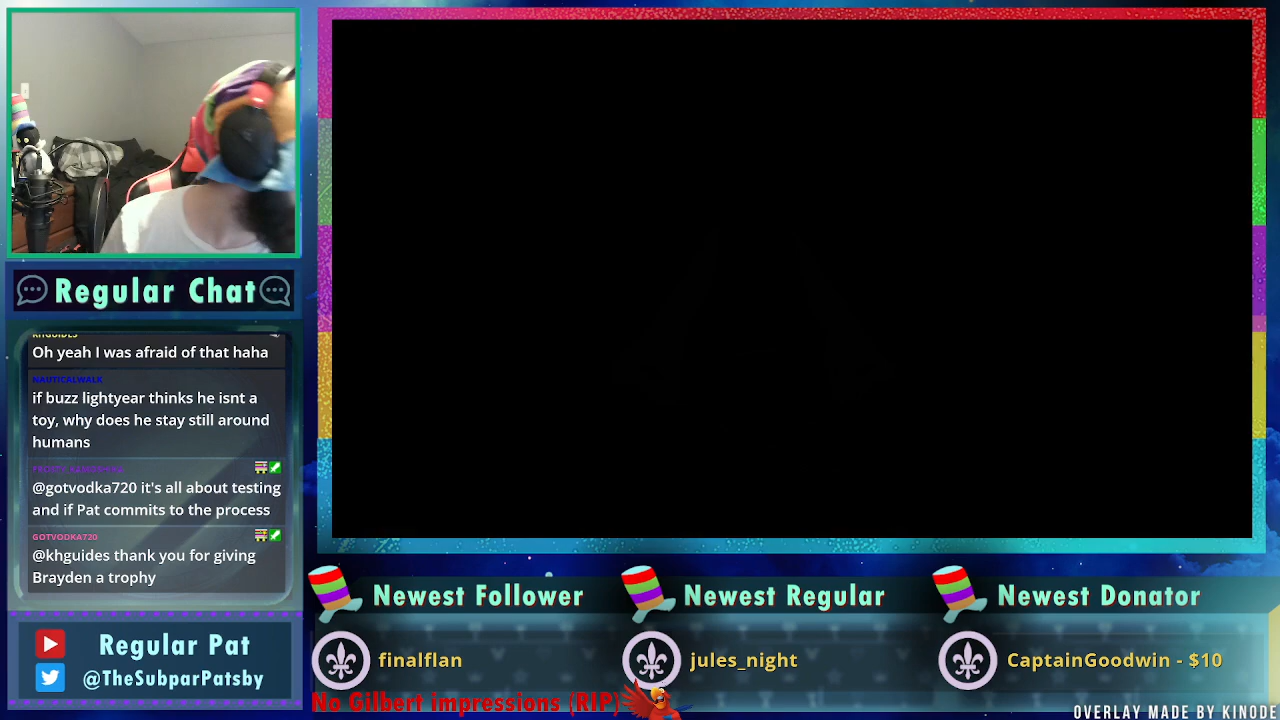 Regular Chat
Oh yeah I was afraid of that haha
NAUTICALWALK
if buzz lightyear thinks he isnt a
toy, why does he stay still around
humans
@gotvodka720 it's all about testing
and if Pat commits to the process
GOTVODKA720
@khguides thank you for giving
Brayden a trophy
Regular Pat
@TheSubparPatsby
Newest Follower
finalflan
Newest Regular
jules_night
Newest Donator
CaptainGoodwin - $10
No Gilbert impressions (RIP)
OVERLAY MADE BY KINODE